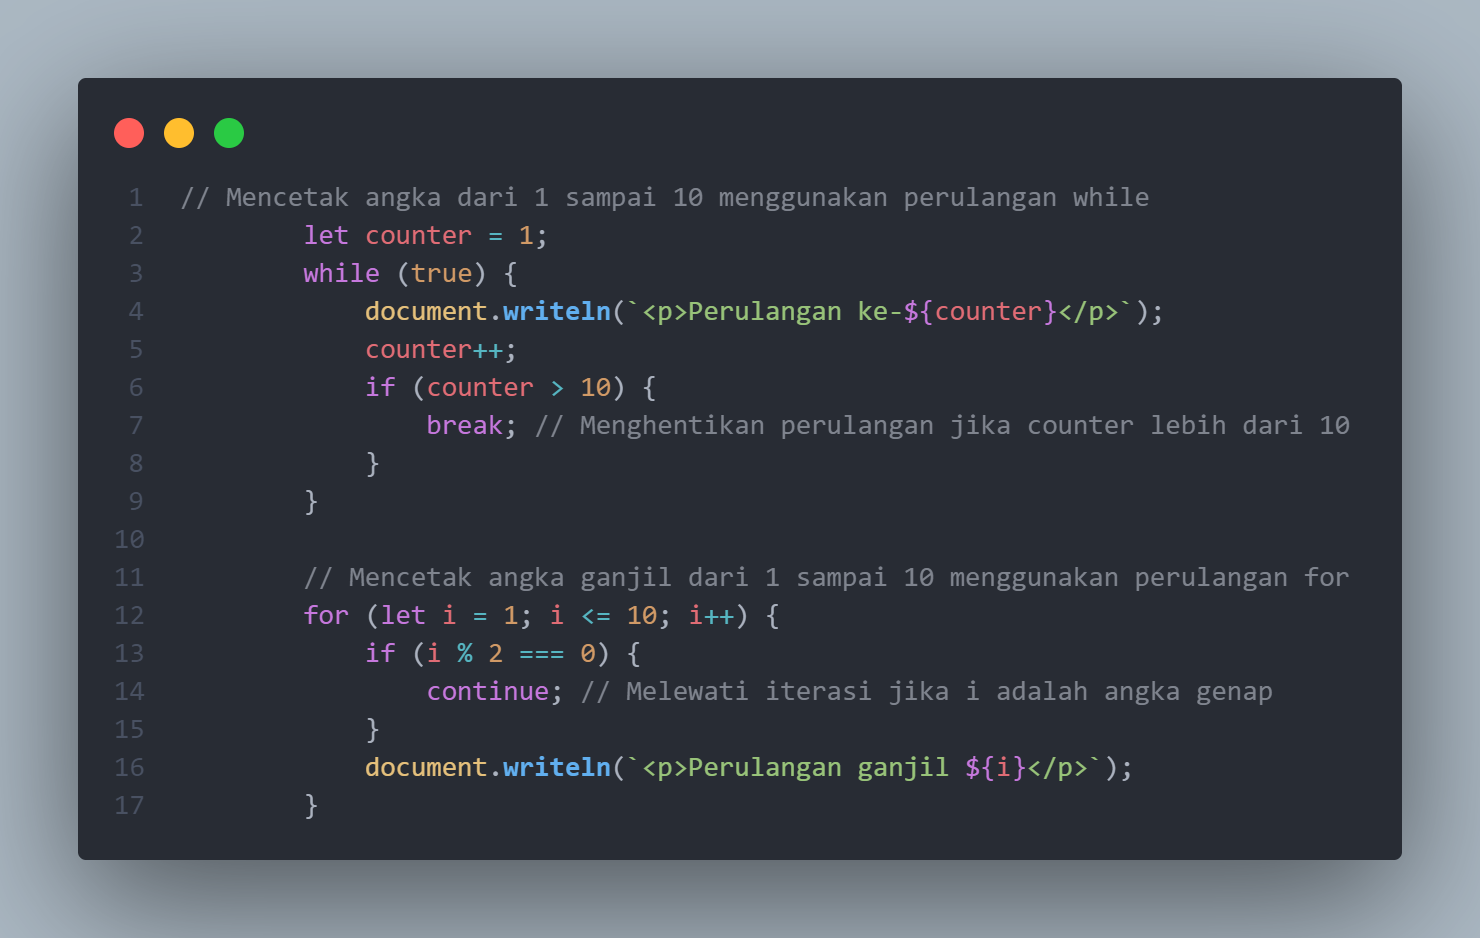 1 // Mencetak angka dari 1 sampai 10 menggunakan perulangan while
2         let counter = 1;
3         while (true) {
4             document.writeln(`<p>Perulangan ke-${counter}</p>`);
5             counter++;
6             if (counter > 10) {
7                 break; // Menghentikan perulangan jika counter lebih dari 10
8             }
9         }
10
11         // Mencetak angka ganjil dari 1 sampai 10 menggunakan perulangan for
12         for (let i = 1; i <= 10; i++) {
13             if (i % 2 === 0) {
14                 continue; // Melewati iterasi jika i adalah angka genap
15             }
16             document.writeln(`<p>Perulangan ganjil ${i}</p>`);
17         }